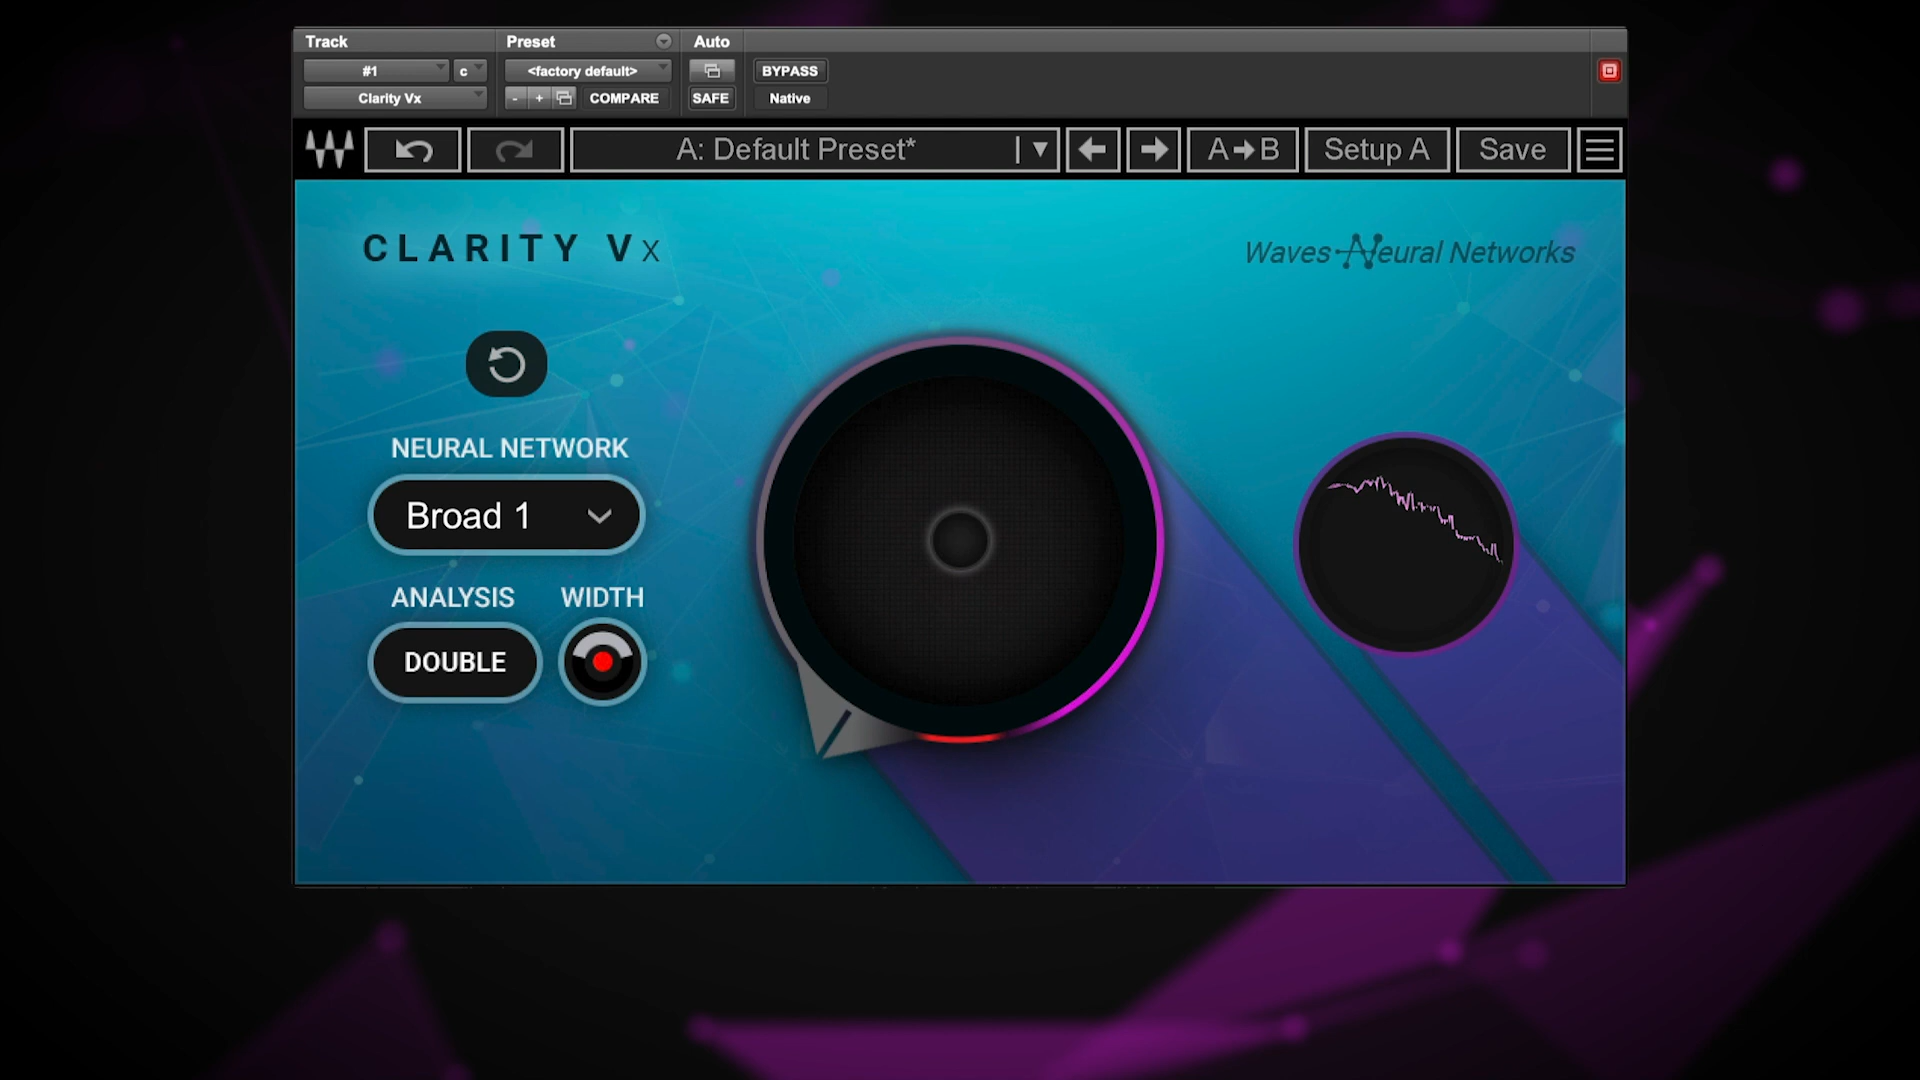 Track
Preset
Auto
#1
c
<factory default>
BYPASS
Clarity Vx
- +
COMPARE
SAFE
Native
A: Default Preset*
A→B
Setup A
Save
CLARITY Vx
Waves Neural Networks
NEURAL NETWORK
Broad 1
ANALYSIS
WIDTH
DOUBLE